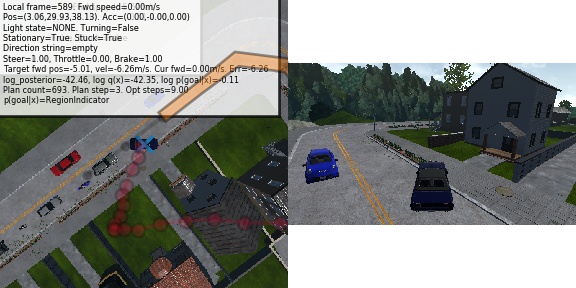 Local frame=589: Fwd speed=0.00m/s
Pos=(3.06,29.93,38.13). Acc=(0.00,-0.00,0.00)
Light state=NONE. Turning=False
Stationary=True. Stuck=True
Direction string=empty
Steer=1.00, Throttle=0.00, Brake=1.00
Target fwd pos=-5.01, vel=-6.26m/s. Cur fwd=0.00m/s. Err=-6.26
log_posterior=-42.46, log q(x)=-42.35, log p(goal|x)=-0.11
Plan count=693. Plan step=3. Opt steps=9.00
p(goal|x)=RegionIndicator